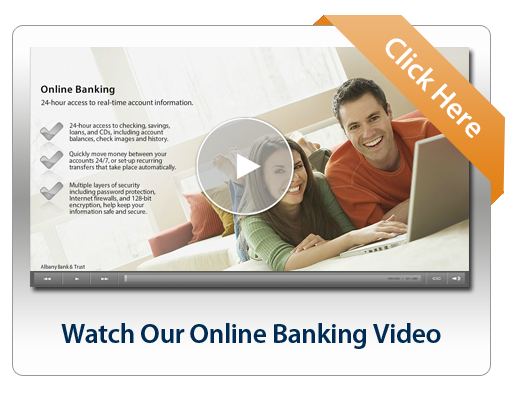 Click Here
Online Banking
24-hour access to real-time account information.
24-hour access to checking, savings,
loans, and CDs, including account
balances, check images and history.
Quickly move money between your
accounts 24/7, or set-up recurring
transfers that take place automatically.
Multiple layers of security
including password protection,
Internet firewalls, and 128-bit
encryption, help keep your
information safe and secure.
Albany Bank & Trust
Watch Our Online Banking Video